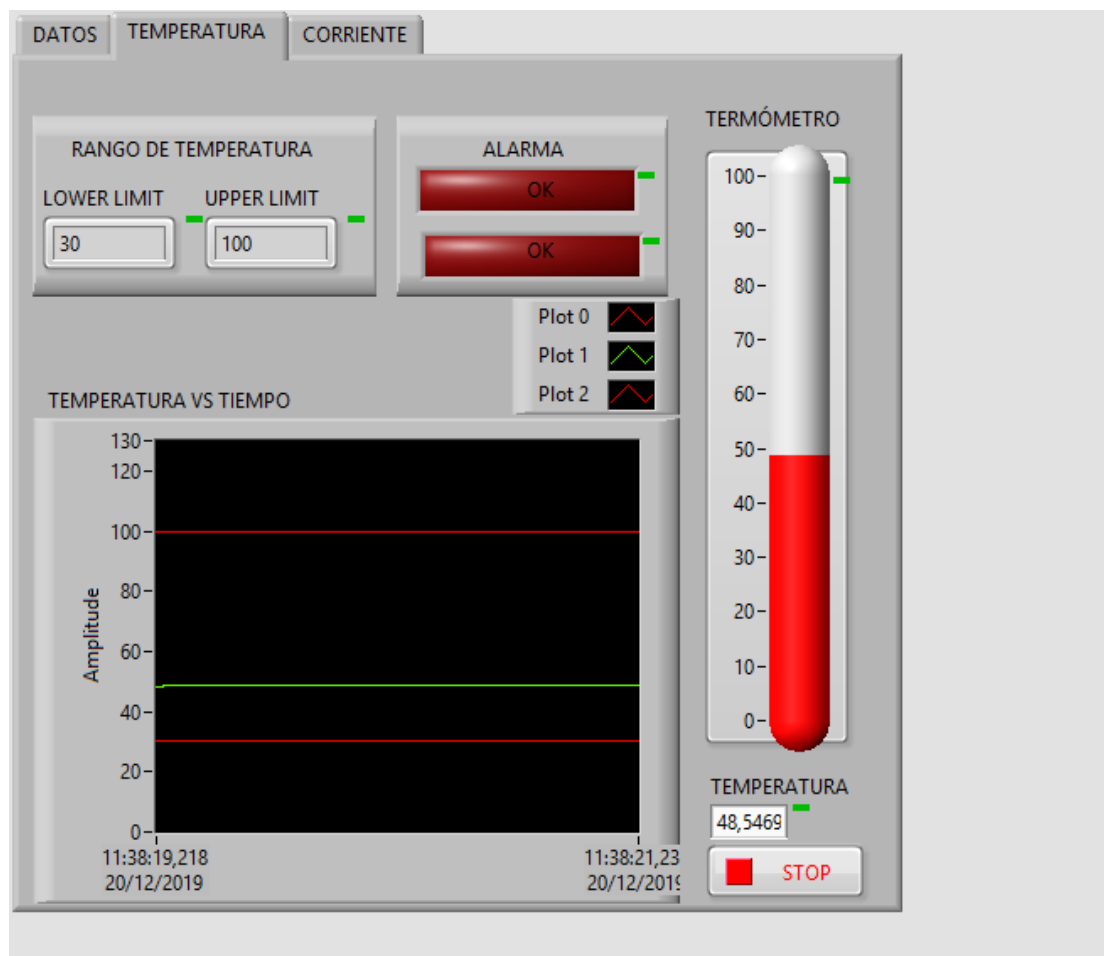 DATOS TEMPERATURA CORRIENTE
TERMÓMETRO
RANGO DE TEMPERATURA
LOWER LIMIT UPPER LIMIT
30 100
ALARMA
OK
OK
Plot 0
Plot 1
Plot 2
TEMPERATURA VS TIEMPO
130
120
100
80
60
40
20
0
Amplitude
11:38:19,218
20/12/2019
11:38:21,23
20/12/2019
100
90
80
70
60
50
40
30
20
10
0
TEMPERATURA
48,5469
STOP